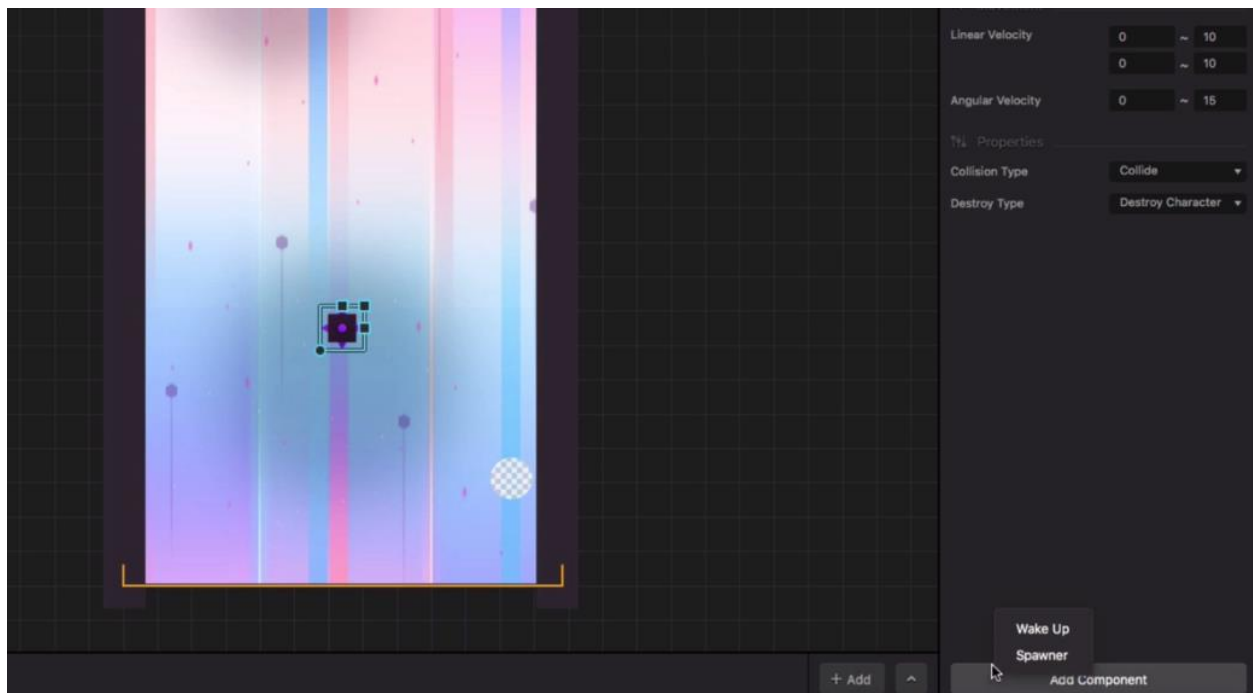 Linear Velocity 0 ~ 10
0 ~ 10
Angular Velocity 0 ~ 15
Properties
Collision Type Collide
Destroy Type Destroy Character
Wake Up
Spawner
+ Add
Add Component